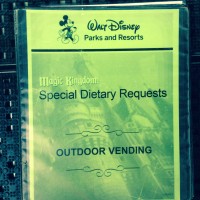 WALT DISNEY
Parks and Resorts
Magic Kingdom
Special Dietary Requests
OUTDOOR VENDING